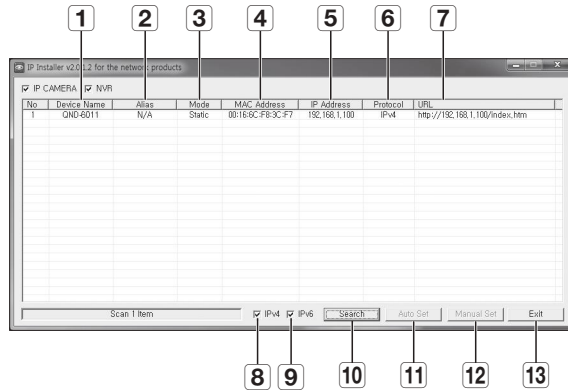 1 2 3 4 5 6 7
IP Installer v2.0.1.2 for the network products
IP CAMERA NVR
No Device Name Alias Mode MAC Address IP Address Protocol URL
1 QND-6011 N/A Static 00:16:6C:F8:3C:F7 192,168,1,100 IPv4 http://192,168,1,100/index,htm
Scan 1 Item IPv4 IPv6 Search Auto Set Manual Set Exit
8 9 10 11 12 13